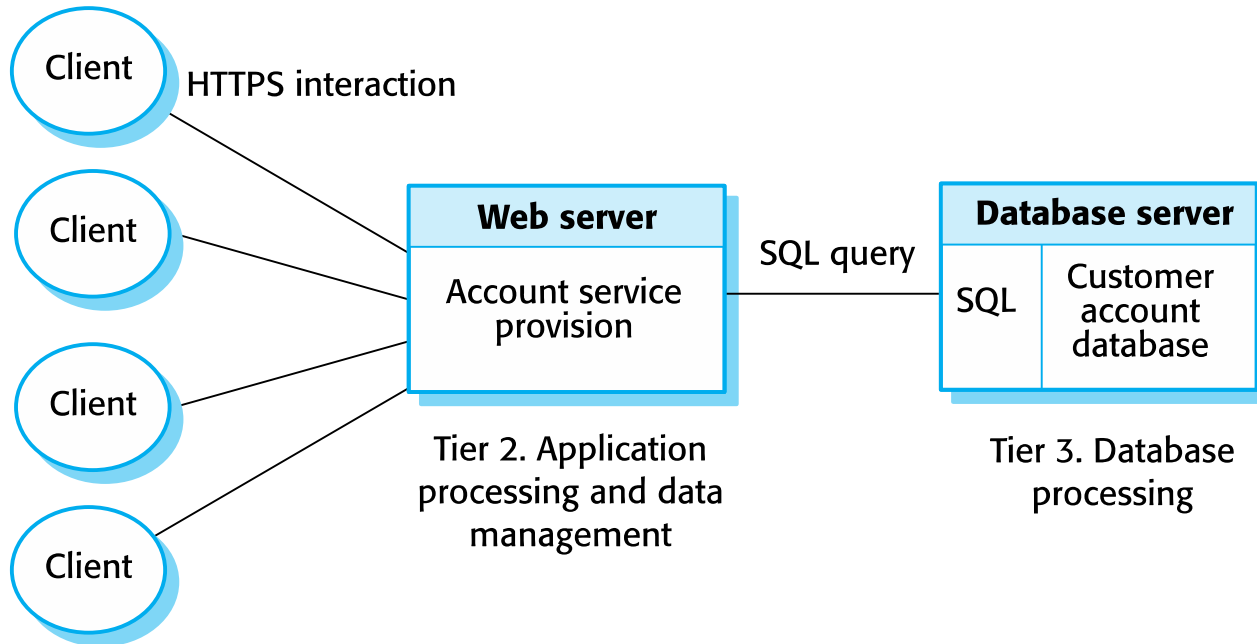 Client
HTTPS interaction
Client
Client
Client
Web server
Account service
provision
Tier 2. Application
processing and data
management
SQL query
Database server
SQL
Customer
account
database
Tier 3. Database
processing